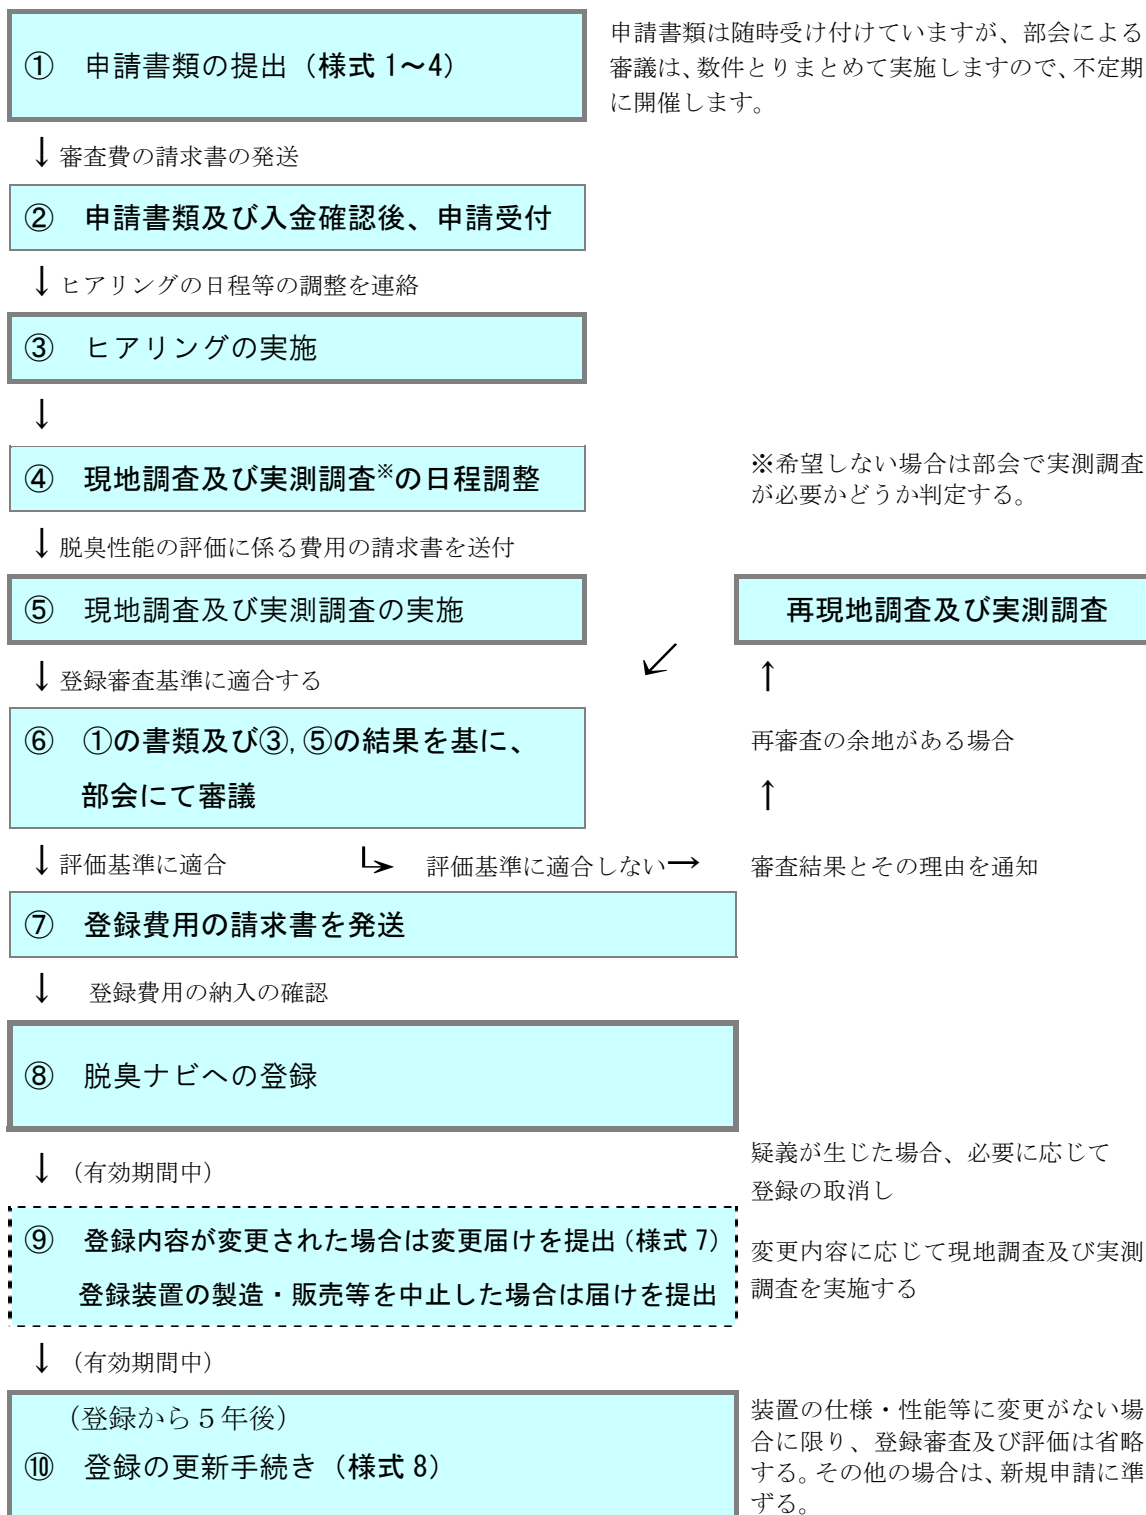 ① 申請書類の提出（様式 1～4）
申請書類は随時受け付けていますが、部会による
審議は、数件とりまとめて実施しますので、不定期
に開催します。
↓審査費の請求書の発送
② 申請書類及び入金確認後、申請受付
↓ヒアリングの日程等の調整を連絡
③ ヒアリングの実施
↓
④ 現地調査及び実測調査※の日程調整
※希望しない場合は部会で実測調査
が必要かどうか判定する。
↓脱臭性能の評価に係る費用の請求書を送付
⑤ 現地調査及び実測調査の実施
再現地調査及び実測調査
↓登録審査基準に適合する
↙
↑
⑥ ①の書類及び③,⑤の結果を基に、
部会にて審議
再審査の余地がある場合
↑
↓評価基準に適合
↳ 評価基準に適合しない→
審査結果とその理由を通知
⑦ 登録費用の請求書を発送
↓ 登録費用の納入の確認
⑧ 脱臭ナビへの登録
↓（有効期間中）
疑義が生じた場合、必要に応じて
登録の取消し
⑨ 登録内容が変更された場合は変更届けを提出（様式 7）
登録装置の製造・販売等を中止した場合は届けを提出
変更内容に応じて現地調査及び実測
調査を実施する
↓（有効期間中）
（登録から５年後）
⑩ 登録の更新手続き（様式 8）
装置の仕様・性能等に変更がない場
合に限り、登録審査及び評価は省略
する。その他の場合は、新規申請に準
ずる。